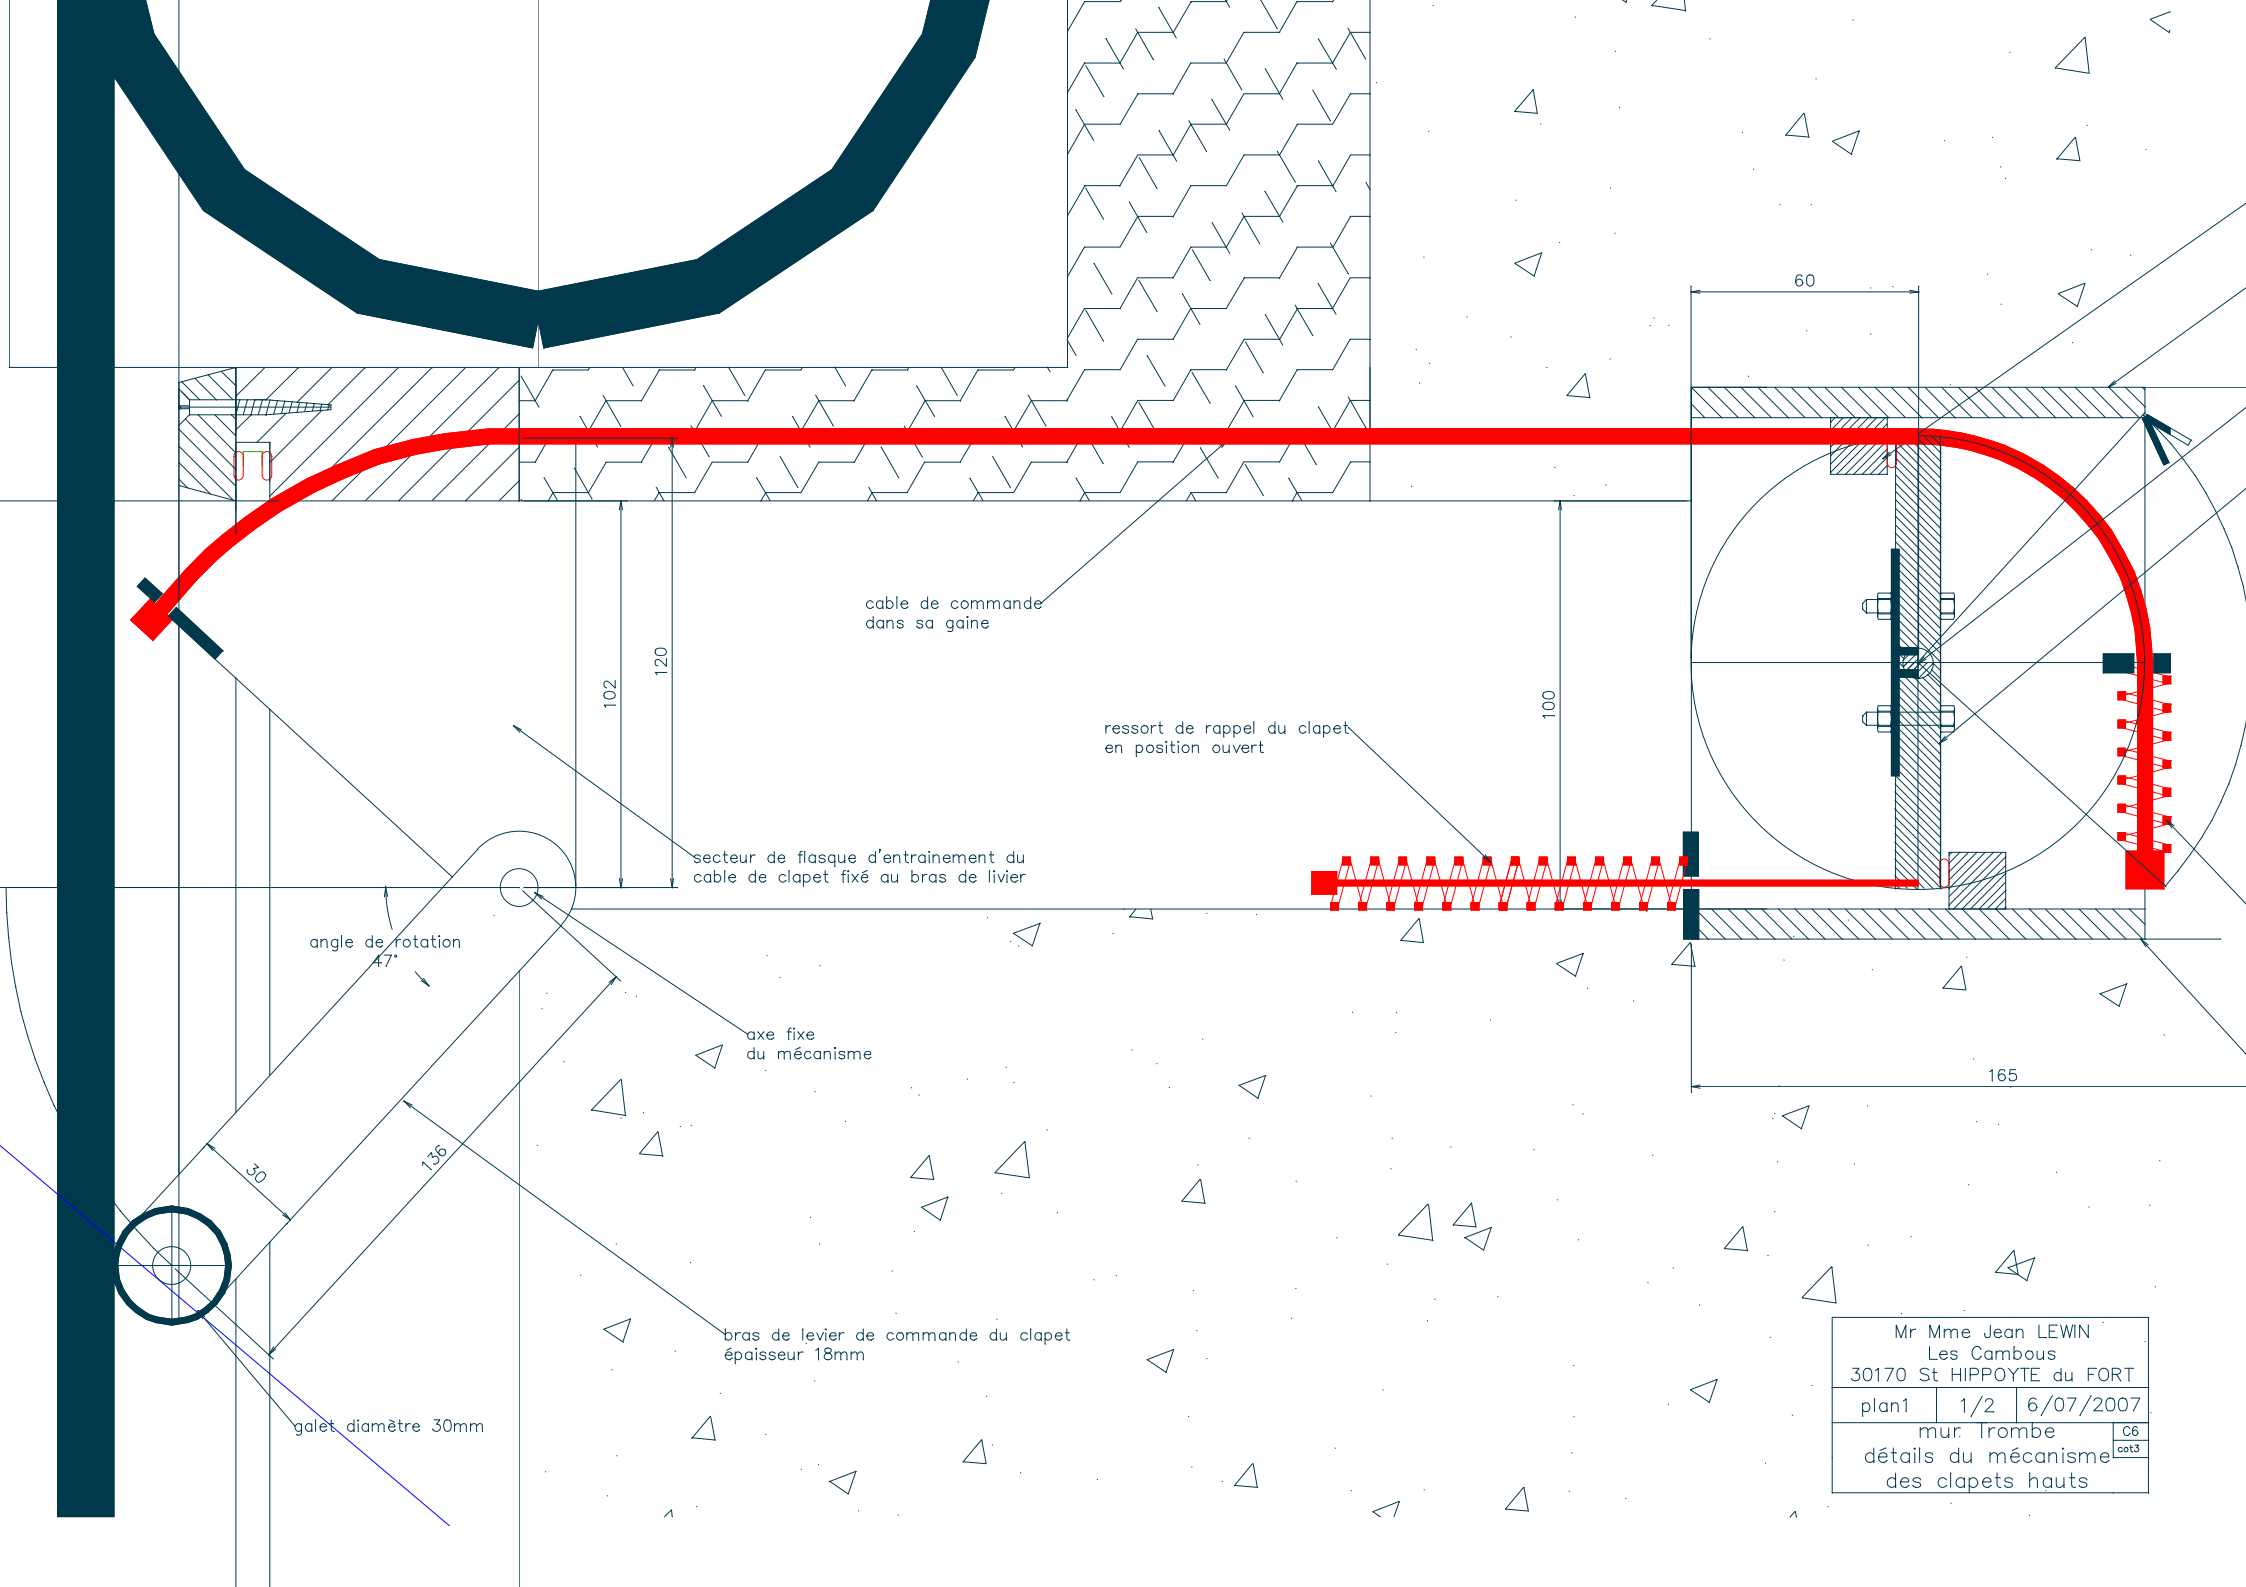 60
cable de commande
dans sa gaine
120
102
100
ressort de rappel du clapet
en position ouvert
secteur de flasque d'entrainement du
cable de clapet fixé au bras de livier
angle de rotation
47°
axe fixe
du mécanisme
165
136
30
bras de levier de commande du clapet
épaisseur 18mm
galet diamètre 30mm
Mr Mme Jean LEWIN
Les Cambous
30170 St HIPPOYTE du FORT
plan1 1/2 6/07/2007
mur Trombe C6
détails du mécanisme cot3
des clapets hauts